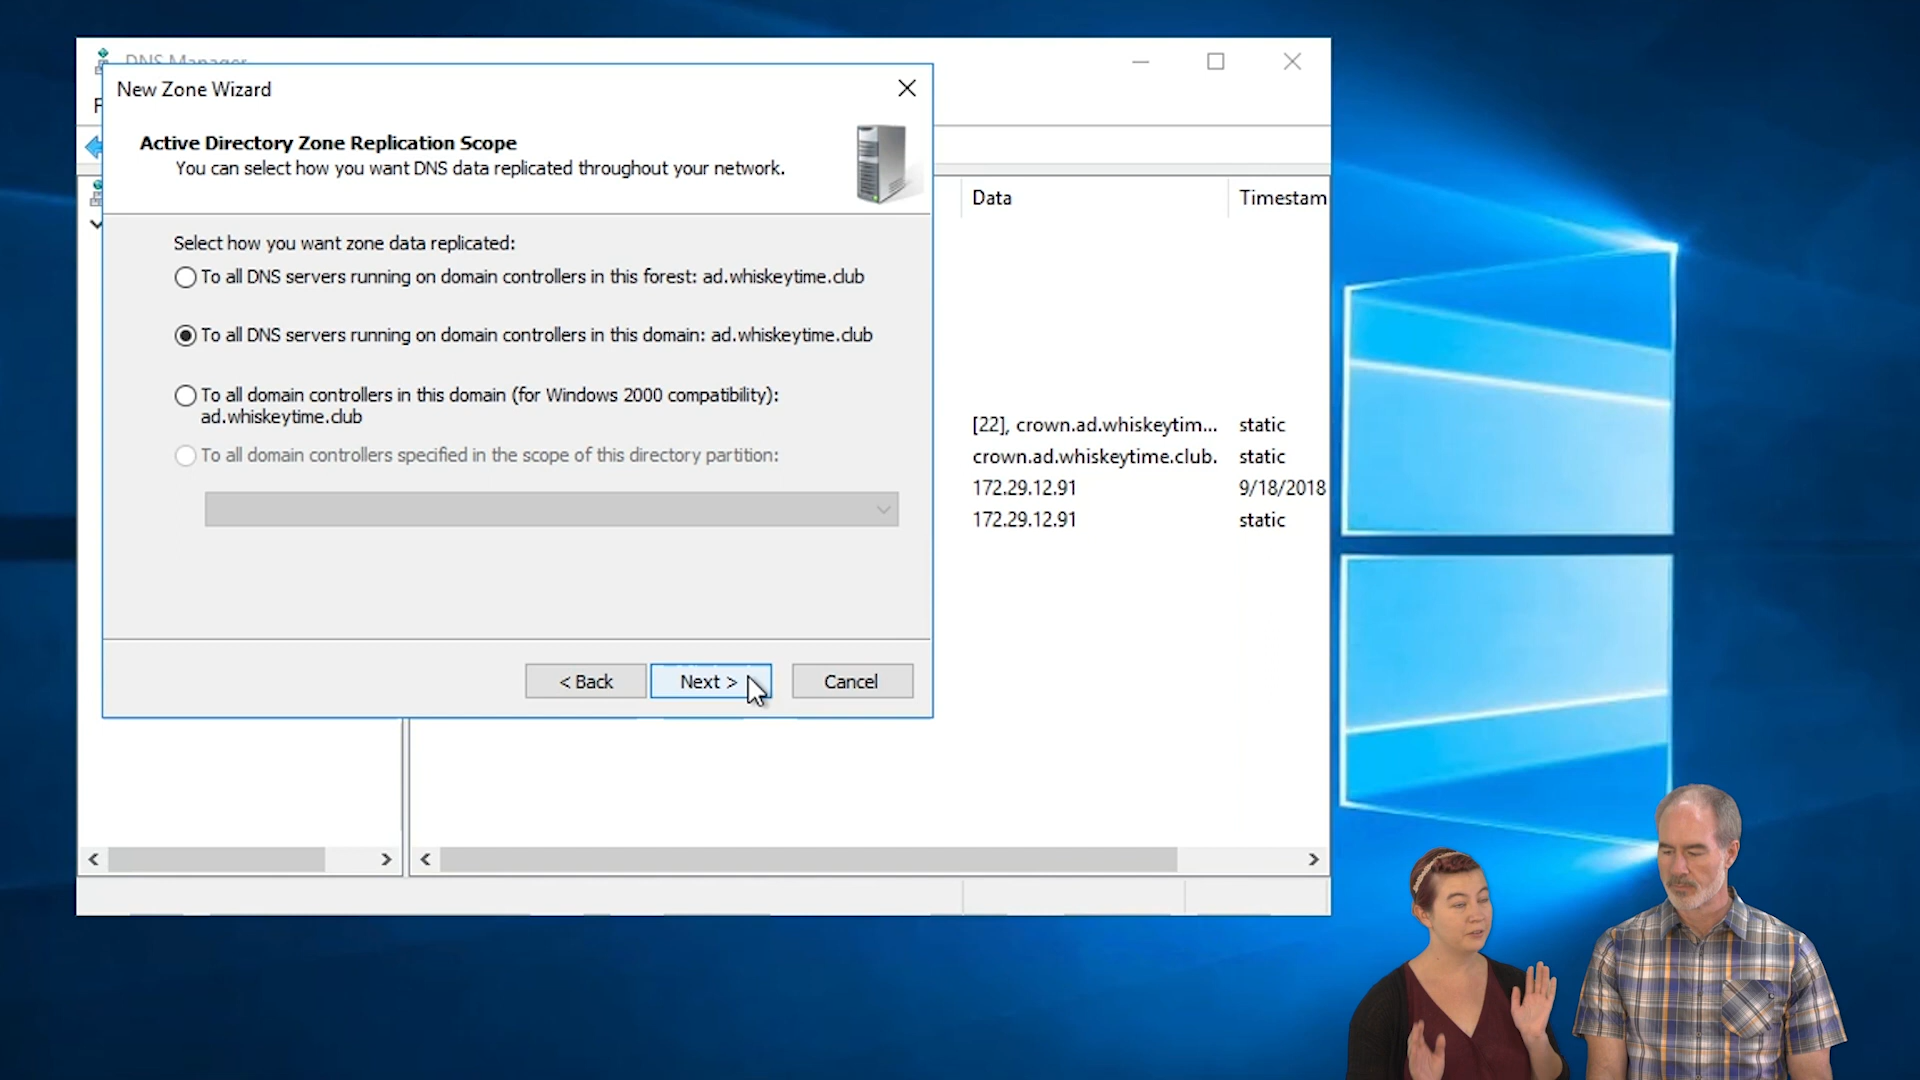 DNS Manager
New Zone Wizard
F
Active Directory Zone Replication Scope
You can select how you want DNS data replicated throughout your network.
Data
Timestam
Select how you want zone data replicated:
To all DNS servers running on domain controllers in this forest: ad.whiskeytime.club
To all DNS servers running on domain controllers in this domain: ad.whiskeytime.club
To all domain controllers in this domain (for Windows 2000 compatibility):
ad.whiskeytime.club
To all domain controllers specified in the scope of this directory partition:
[22], crown.ad.whiskeytim... static
crown.ad.whiskeytime.club. static
172.29.12.91 9/18/2018
172.29.12.91 static
< Back
Next >
Cancel